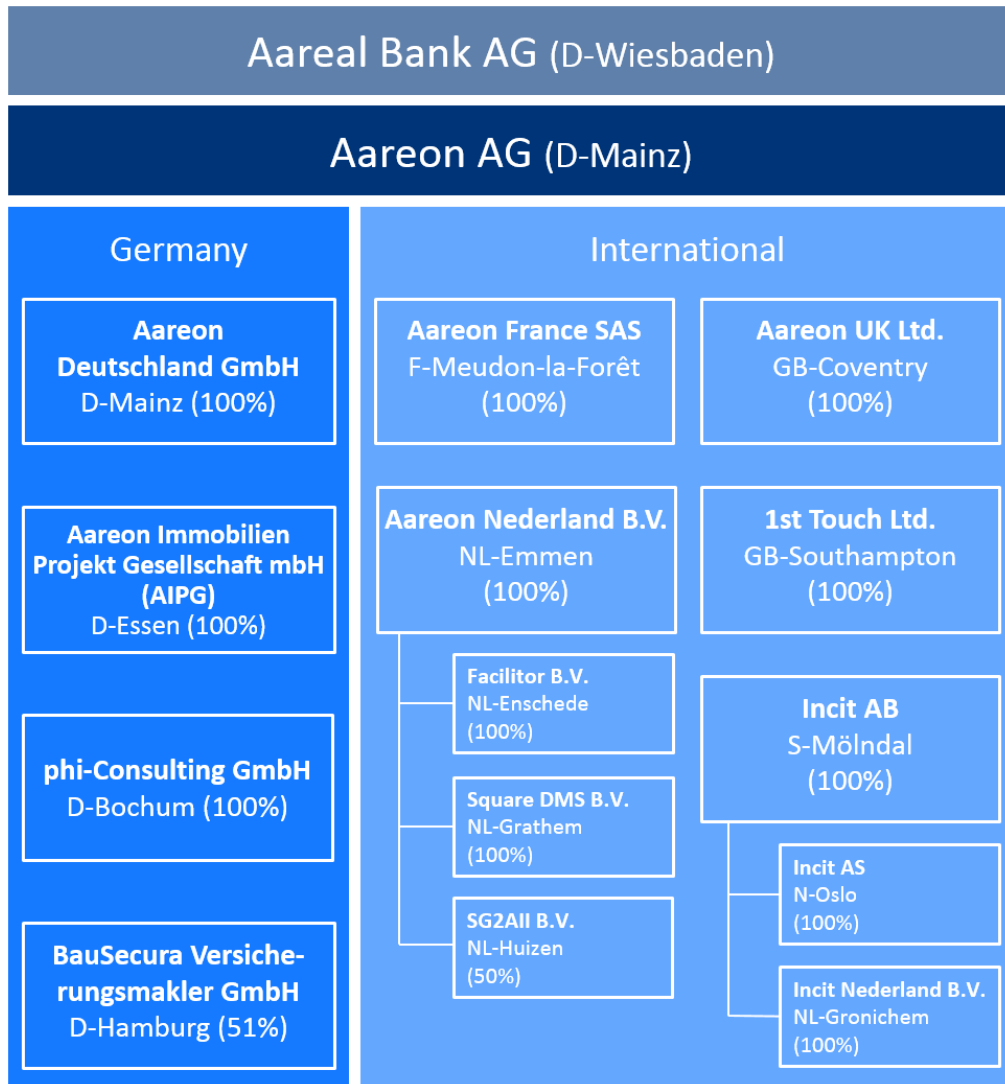 Aareal Bank AG (D-Wiesbaden)
Aareon AG (D-Mainz)
Germany
Aareon
Deutschland GmbH
D-Mainz (100%)
Aareon Immobilien
Projekt Gesellschaft mbH
(AIPG)
D-Essen (100%)
phi-Consulting GmbH
D-Bochum (100%)
BauSecura Versiche-
rungsmakler GmbH
D-Hamburg (51%)
International
Aareon France SAS
F-Meudon-la-Forêt
(100%)
Aareon UK Ltd.
GB-Coventry
(100%)
Aareon Nederland B.V.
NL-Emmen
(100%)
1st Touch Ltd.
GB-Southampton
(100%)
Facilitor B.V.
NL-Enschede
(100%)
Square DMS B.V.
NL-Grathem
(100%)
SG2All B.V.
NL-Huizen
(50%)
Incit AB
S-Mölndal
(100%)
Incit AS
N-Oslo
(100%)
Incit Nederland B.V.
NL-Gronichem
(100%)